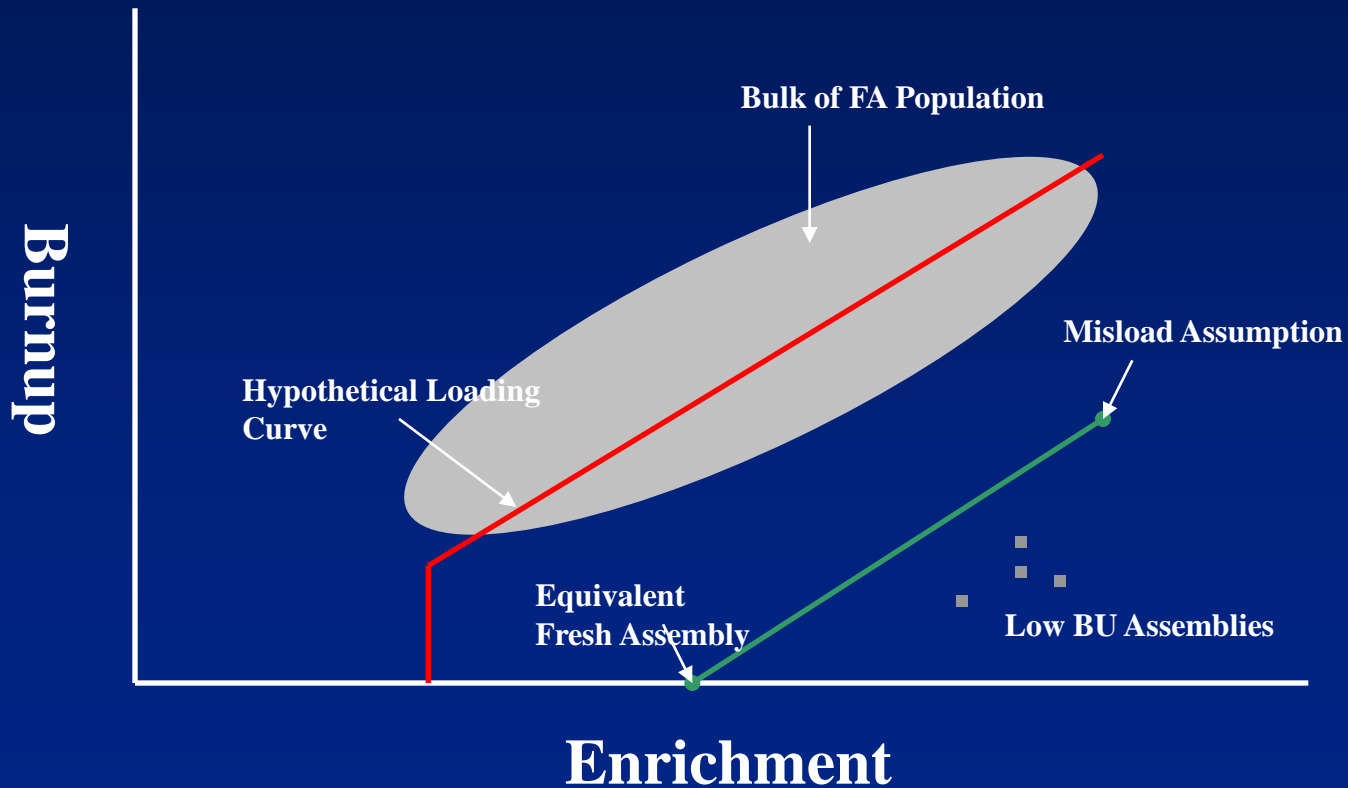 Bulk of FA Population
Burnup
Misload Assumption
Hypothetical Loading
Curve
Equivalent
Fresh Assembly
Low BU Assemblies
Enrichment